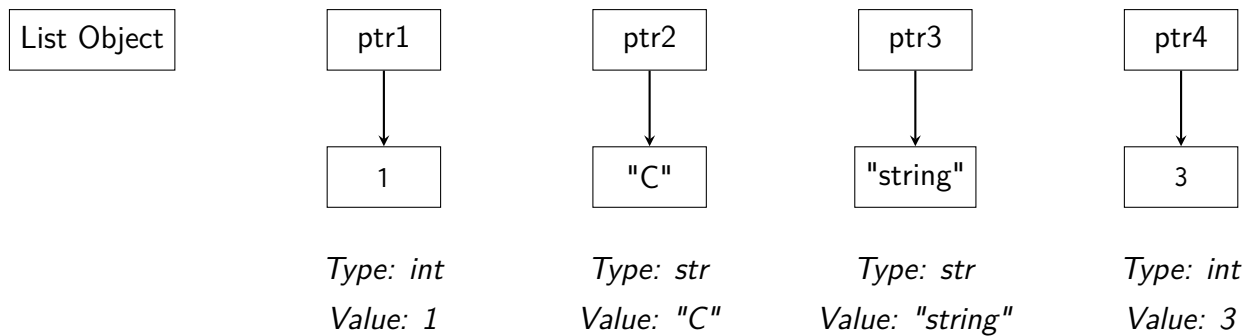 List Object ptr1 ptr2 ptr3 ptr4
1 "C" "string" 3
Type: int Type: str Type: str Type: int
Value: 1 Value: "C" Value: "string" Value: 3